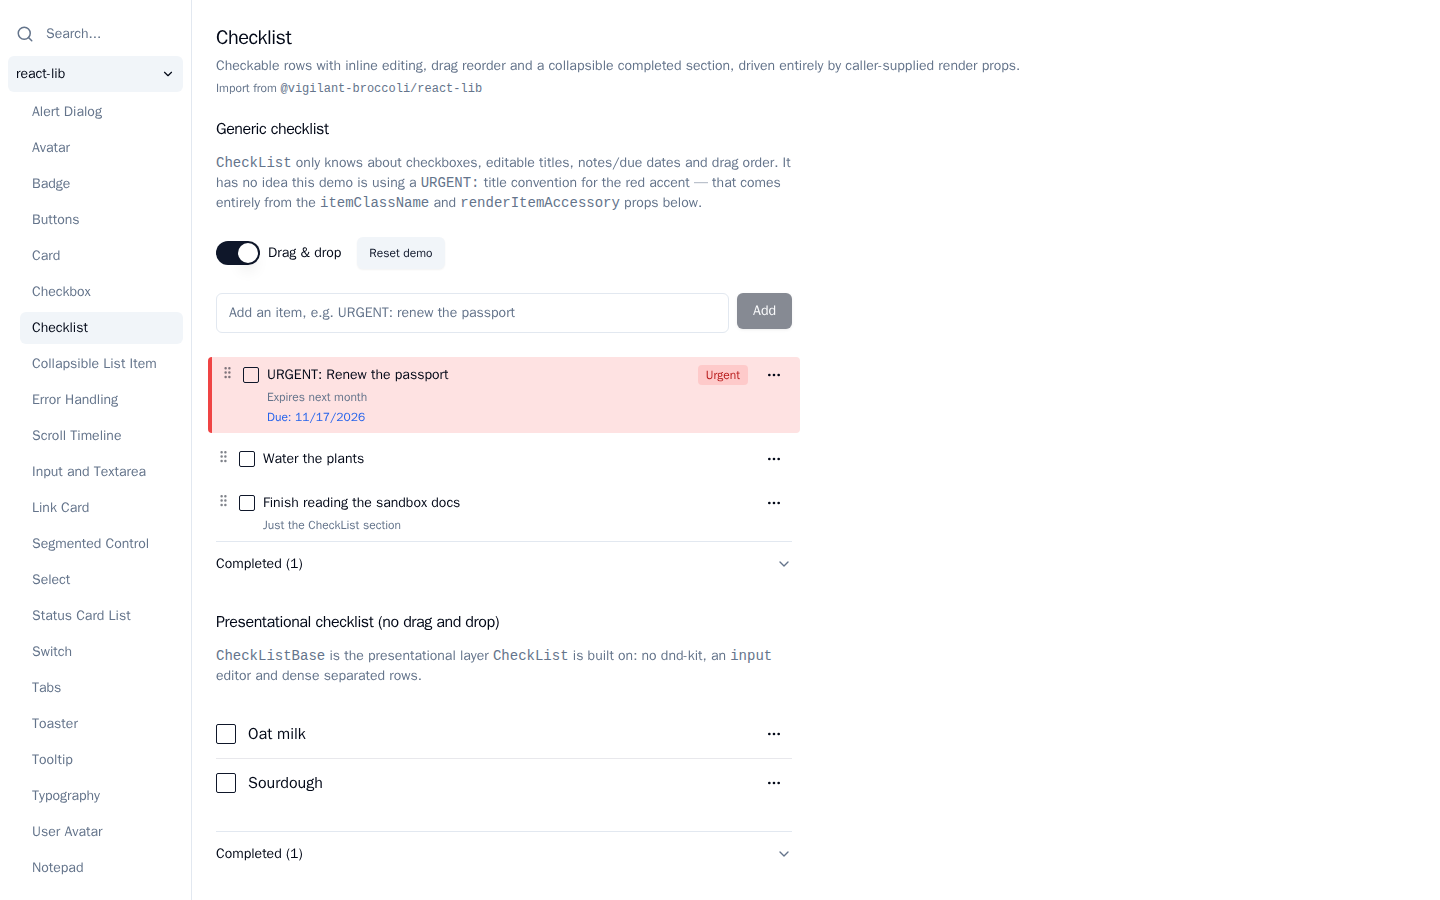 Search...
react-lib
Alert Dialog
Avatar
Badge
Buttons
Card
Checkbox
Checklist
Collapsible List Item
Error Handling
Scroll Timeline
Input and Textarea
Link Card
Segmented Control
Select
Status Card List
Switch
Tabs
Toaster
Tooltip
Typography
User Avatar
Notepad
Checklist
Checkable rows with inline editing, drag reorder and a collapsible completed section, driven entirely by caller-supplied render props.
Import from @vigilant-broccoli/react-lib
Generic checklist
CheckList only knows about checkboxes, editable titles, notes/due dates and drag order. It
has no idea this demo is using a URGENT: title convention for the red accent — that comes
entirely from the itemClassName and renderItemAccessory props below.
Drag & drop
Reset demo
Add an item, e.g. URGENT: renew the passport
Add
URGENT: Renew the passport
Urgent
Expires next month
Due: 11/17/2026
Water the plants
Finish reading the sandbox docs
Just the CheckList section
Completed (1)
Presentational checklist (no drag and drop)
CheckListBase is the presentational layer CheckList is built on: no dnd-kit, an input
editor and dense separated rows.
Oat milk
Sourdough
Completed (1)